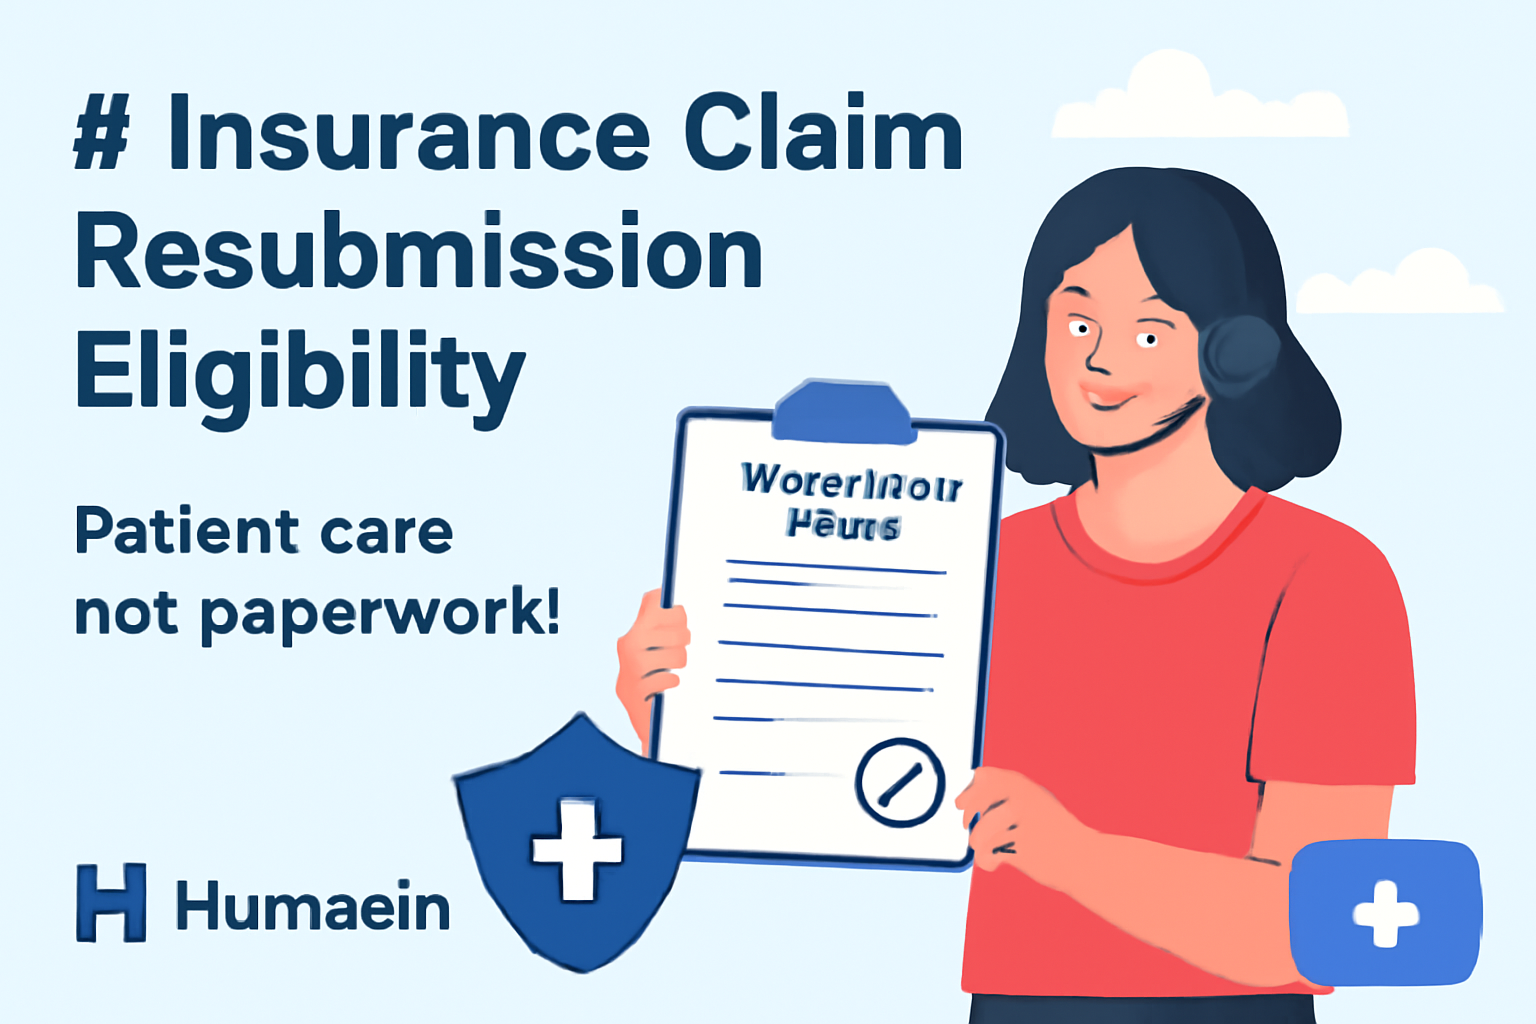 # Insurance Claim
Resubmission
Eligibility
Patient care
not paperwork!
H Humaein